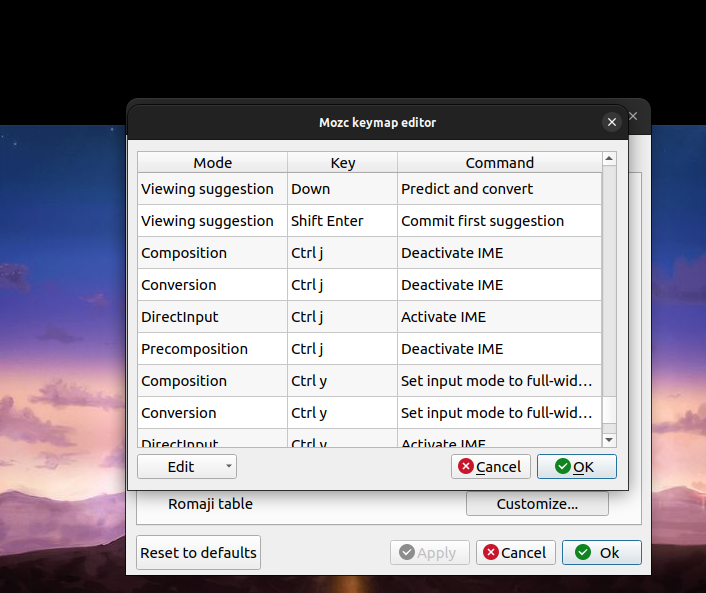 Mozc keymap editor
Mode Key Command
Viewing suggestion Down Predict and convert
Viewing suggestion Shift Enter Commit first suggestion
Composition Ctrl j Deactivate IME
Conversion Ctrl j Deactivate IME
DirectInput Ctrl j Activate IME
Precomposition Ctrl j Deactivate IME
Composition Ctrl y Set input mode to full-wid...
Conversion Ctrl y Set input mode to full-wid...
DirectInput Ctrl y Activate IME
Edit Cancel OK
Romaji table Customize...
Reset to defaults Apply Cancel Ok